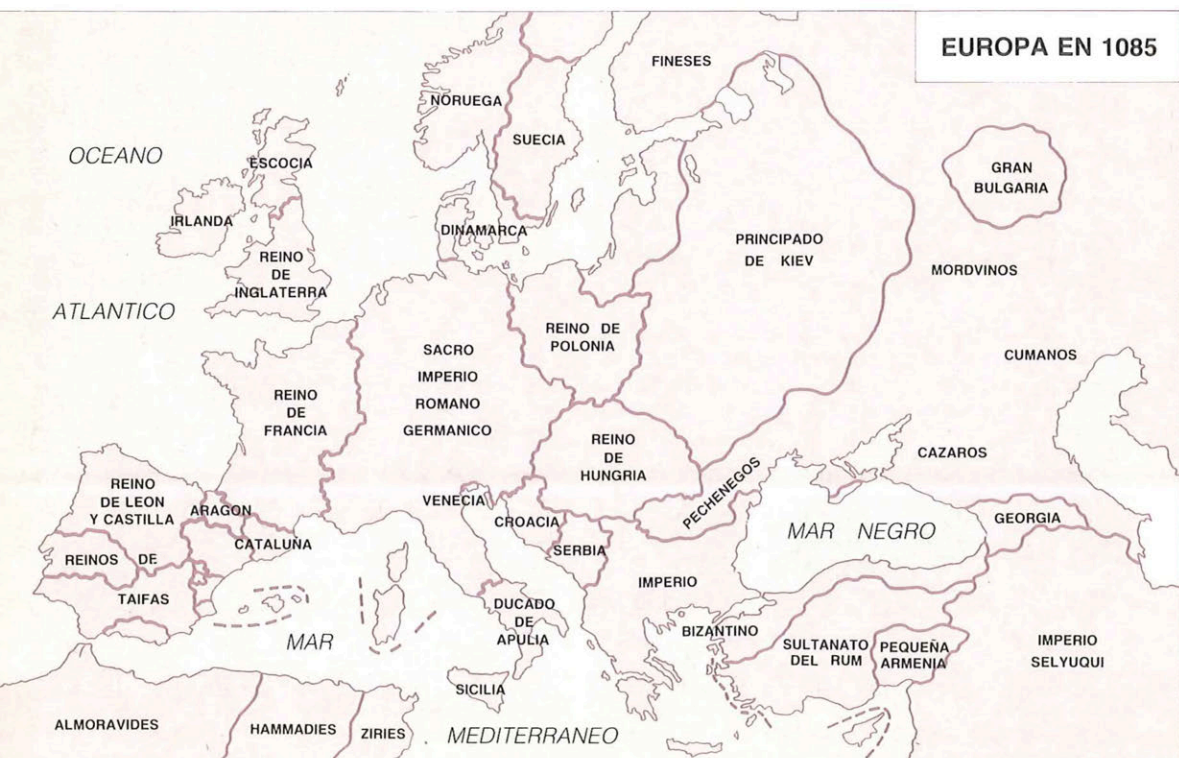 EUROPA EN 1085
FINESES
NORUEGA
SUECIA
OCEANO
ESCOCIA
GRAN
BULGARIA
IRLANDA
DINAMARCA
PRINCIPADO
DE KIEV
REINO
DE
INGLATERRA
MORDVINOS
ATLANTICO
REINO DE
POLONIA
SACRO
IMPERIO
ROMANO
GERMANICO
CUMANOS
REINO
DE
FRANCIA
REINO
DE
HUNGRIA
CAZAROS
PECHENEGOS
REINO
DE LEON
Y CASTILLA
ARAGON
VENECIA
CROACIA
MAR NEGRO
GEORGIA
CATALUÑA
SERBIA
REINOS DE
TAIFAS
IMPERIO
BIZANTINO
DUCADO
DE
APULIA
MAR
SULTANATO
DEL RUM
PEQUEÑA
ARMENIA
IMPERIO
SELYUQUI
SICILIA
ALMORAVIDES
HAMMADIES
ZIRIES
MEDITERRANEO